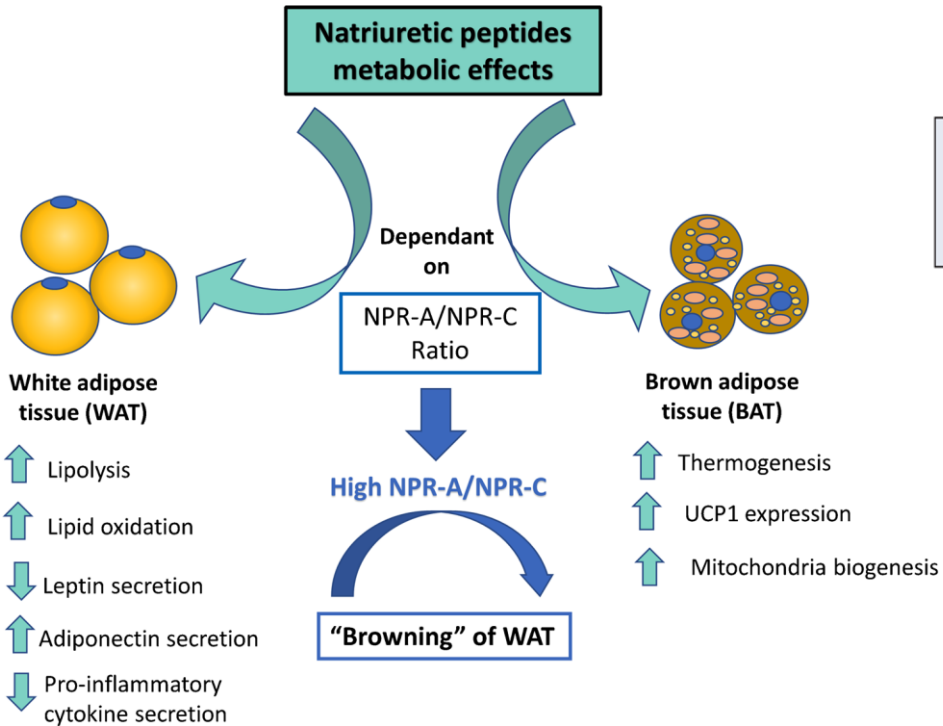 Natriuretic peptides
metabolic effects
Dependant
on
NPR-A/NPR-C
Ratio
White adipose
tissue (WAT)
Lipolysis
Lipid oxidation
Leptin secretion
Adiponectin secretion
Pro-inflammatory
cytokine secretion
High NPR-A/NPR-C
“Browning” of WAT
Brown adipose
tissue (BAT)
Thermogenesis
UCP1 expression
Mitochondria biogenesis